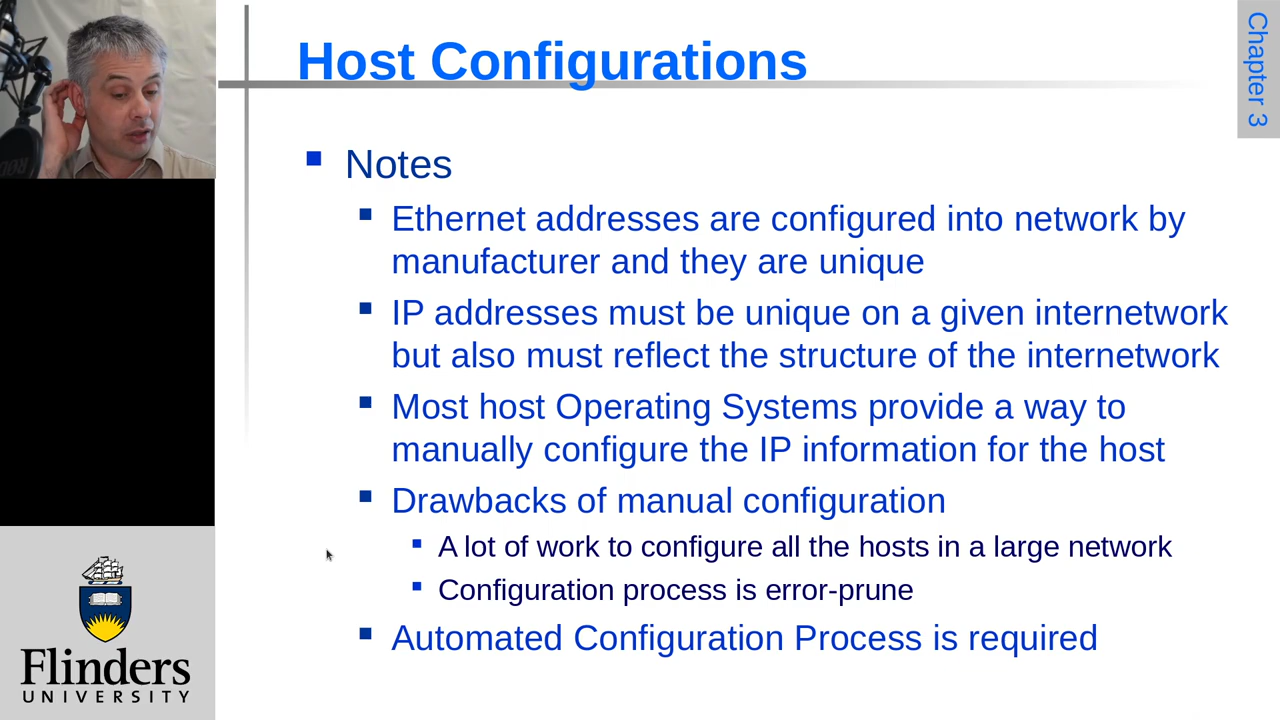 Host Configurations
Chapter 3
Notes
Ethernet addresses are configured into network by
manufacturer and they are unique
IP addresses must be unique on a given internetwork
but also must reflect the structure of the internetwork
Most host Operating Systems provide a way to
manually configure the IP information for the host
Drawbacks of manual configuration
A lot of work to configure all the hosts in a large network
Configuration process is error-prune
Automated Configuration Process is required
RODE
Flinders
UNIVERSITY